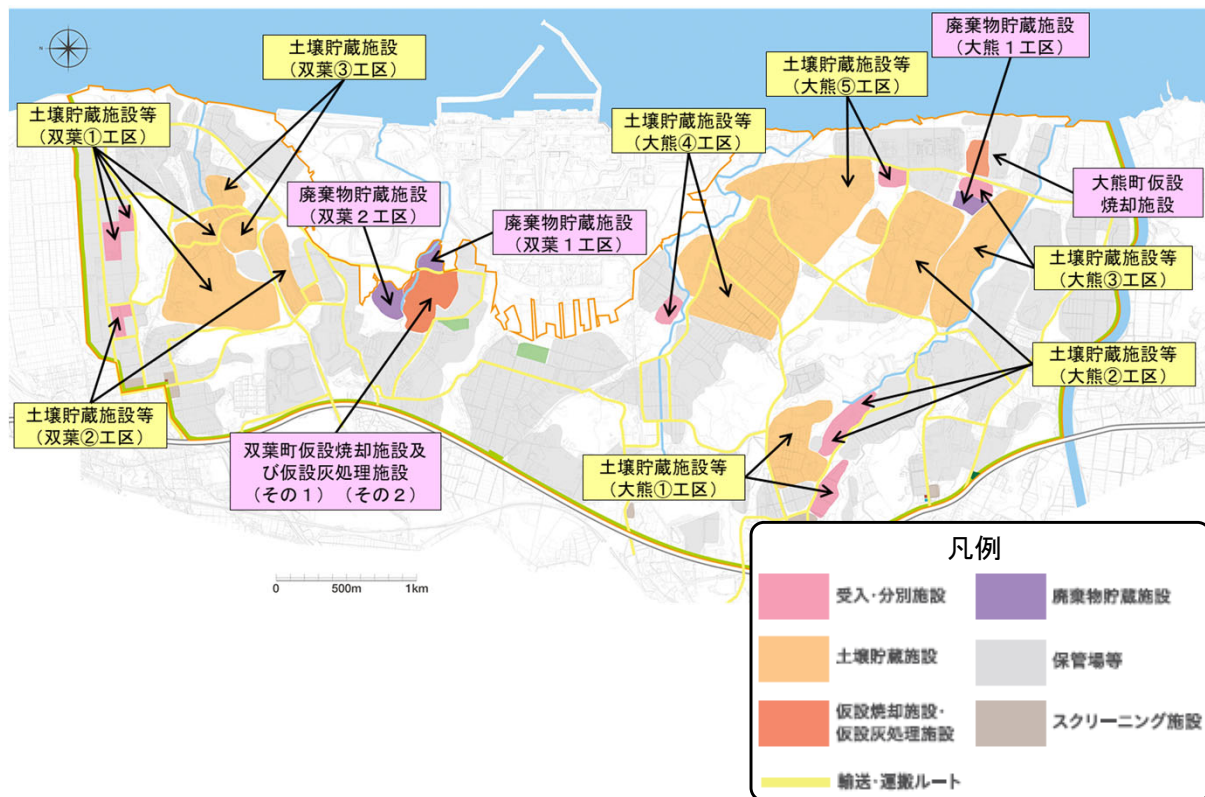 N
土壌貯蔵施設
（双葉③工区）
廃棄物貯蔵施設
（大熊１工区）
土壌貯蔵施設等
（大熊⑤工区）
土壌貯蔵施設等
（双葉①工区）
土壌貯蔵施設等
（大熊④工区）
廃棄物貯蔵施設
（双葉２工区）
廃棄物貯蔵施設
（双葉１工区）
大熊町仮設
焼却施設
土壌貯蔵施設等
（大熊③工区）
土壌貯蔵施設等
（大熊②工区）
土壌貯蔵施設等
（双葉②工区）
双葉町仮設焼却施設及
び仮設灰処理施設
（その１）（その２）
土壌貯蔵施設等
（大熊①工区）
0 500m 1km
凡例
受入・分別施設
廃棄物貯蔵施設
土壌貯蔵施設
保管場等
仮設焼却施設・
仮設灰処理施設
スクリーニング施設
輸送・運搬ルート